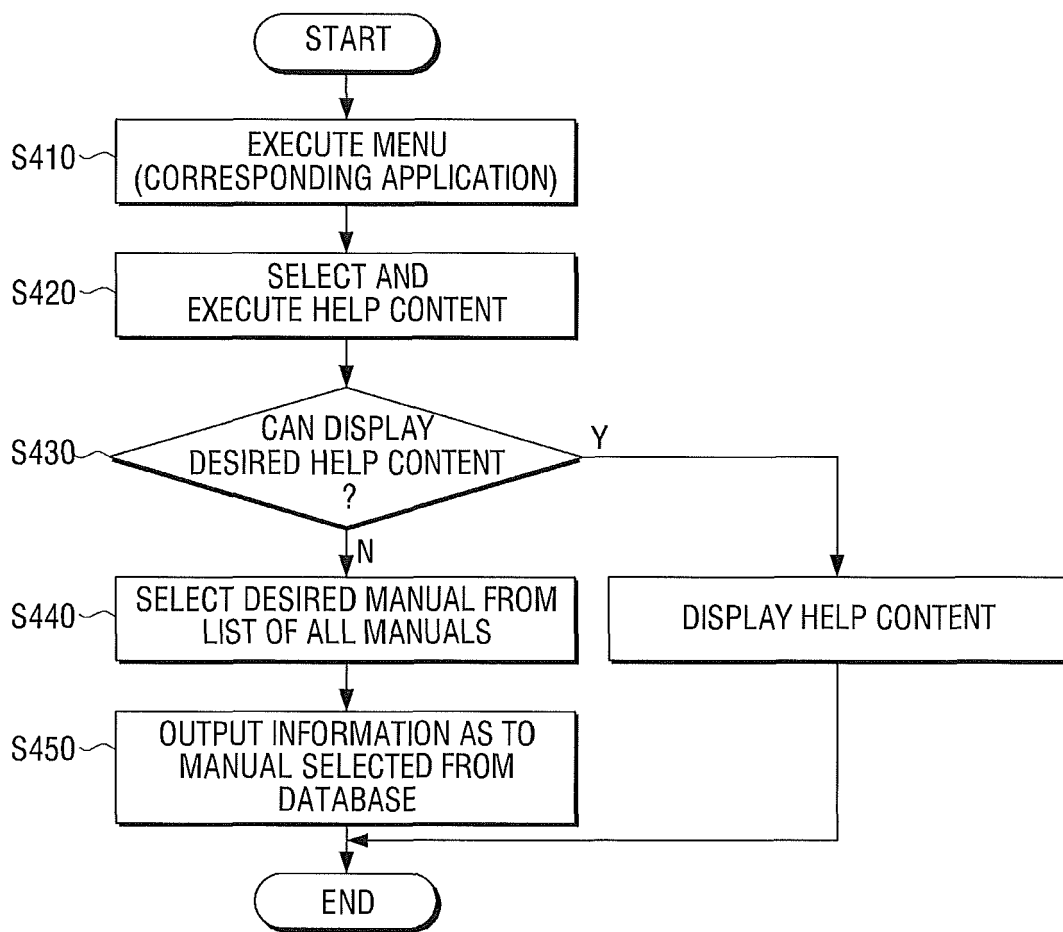 START
S410
EXECUTE MENU
(CORRESPONDING APPLICATION)
S420
SELECT AND
EXECUTE HELP CONTENT
S430
CAN DISPLAY
DESIRED HELP CONTENT
?
Y
N
S440
SELECT DESIRED MANUAL FROM
LIST OF ALL MANUALS
DISPLAY HELP CONTENT
S450
OUTPUT INFORMATION AS TO
MANUAL SELECTED FROM
DATABASE
END